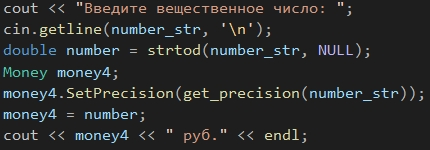 cout << "Введите вещественное число: ";
cin.getline(number_str, '\n');
double number = strtod(number_str, NULL);
Money money4;
money4.SetPrecision(get_precision(number_str));
money4 = number;
cout << money4 << " руб." << endl;